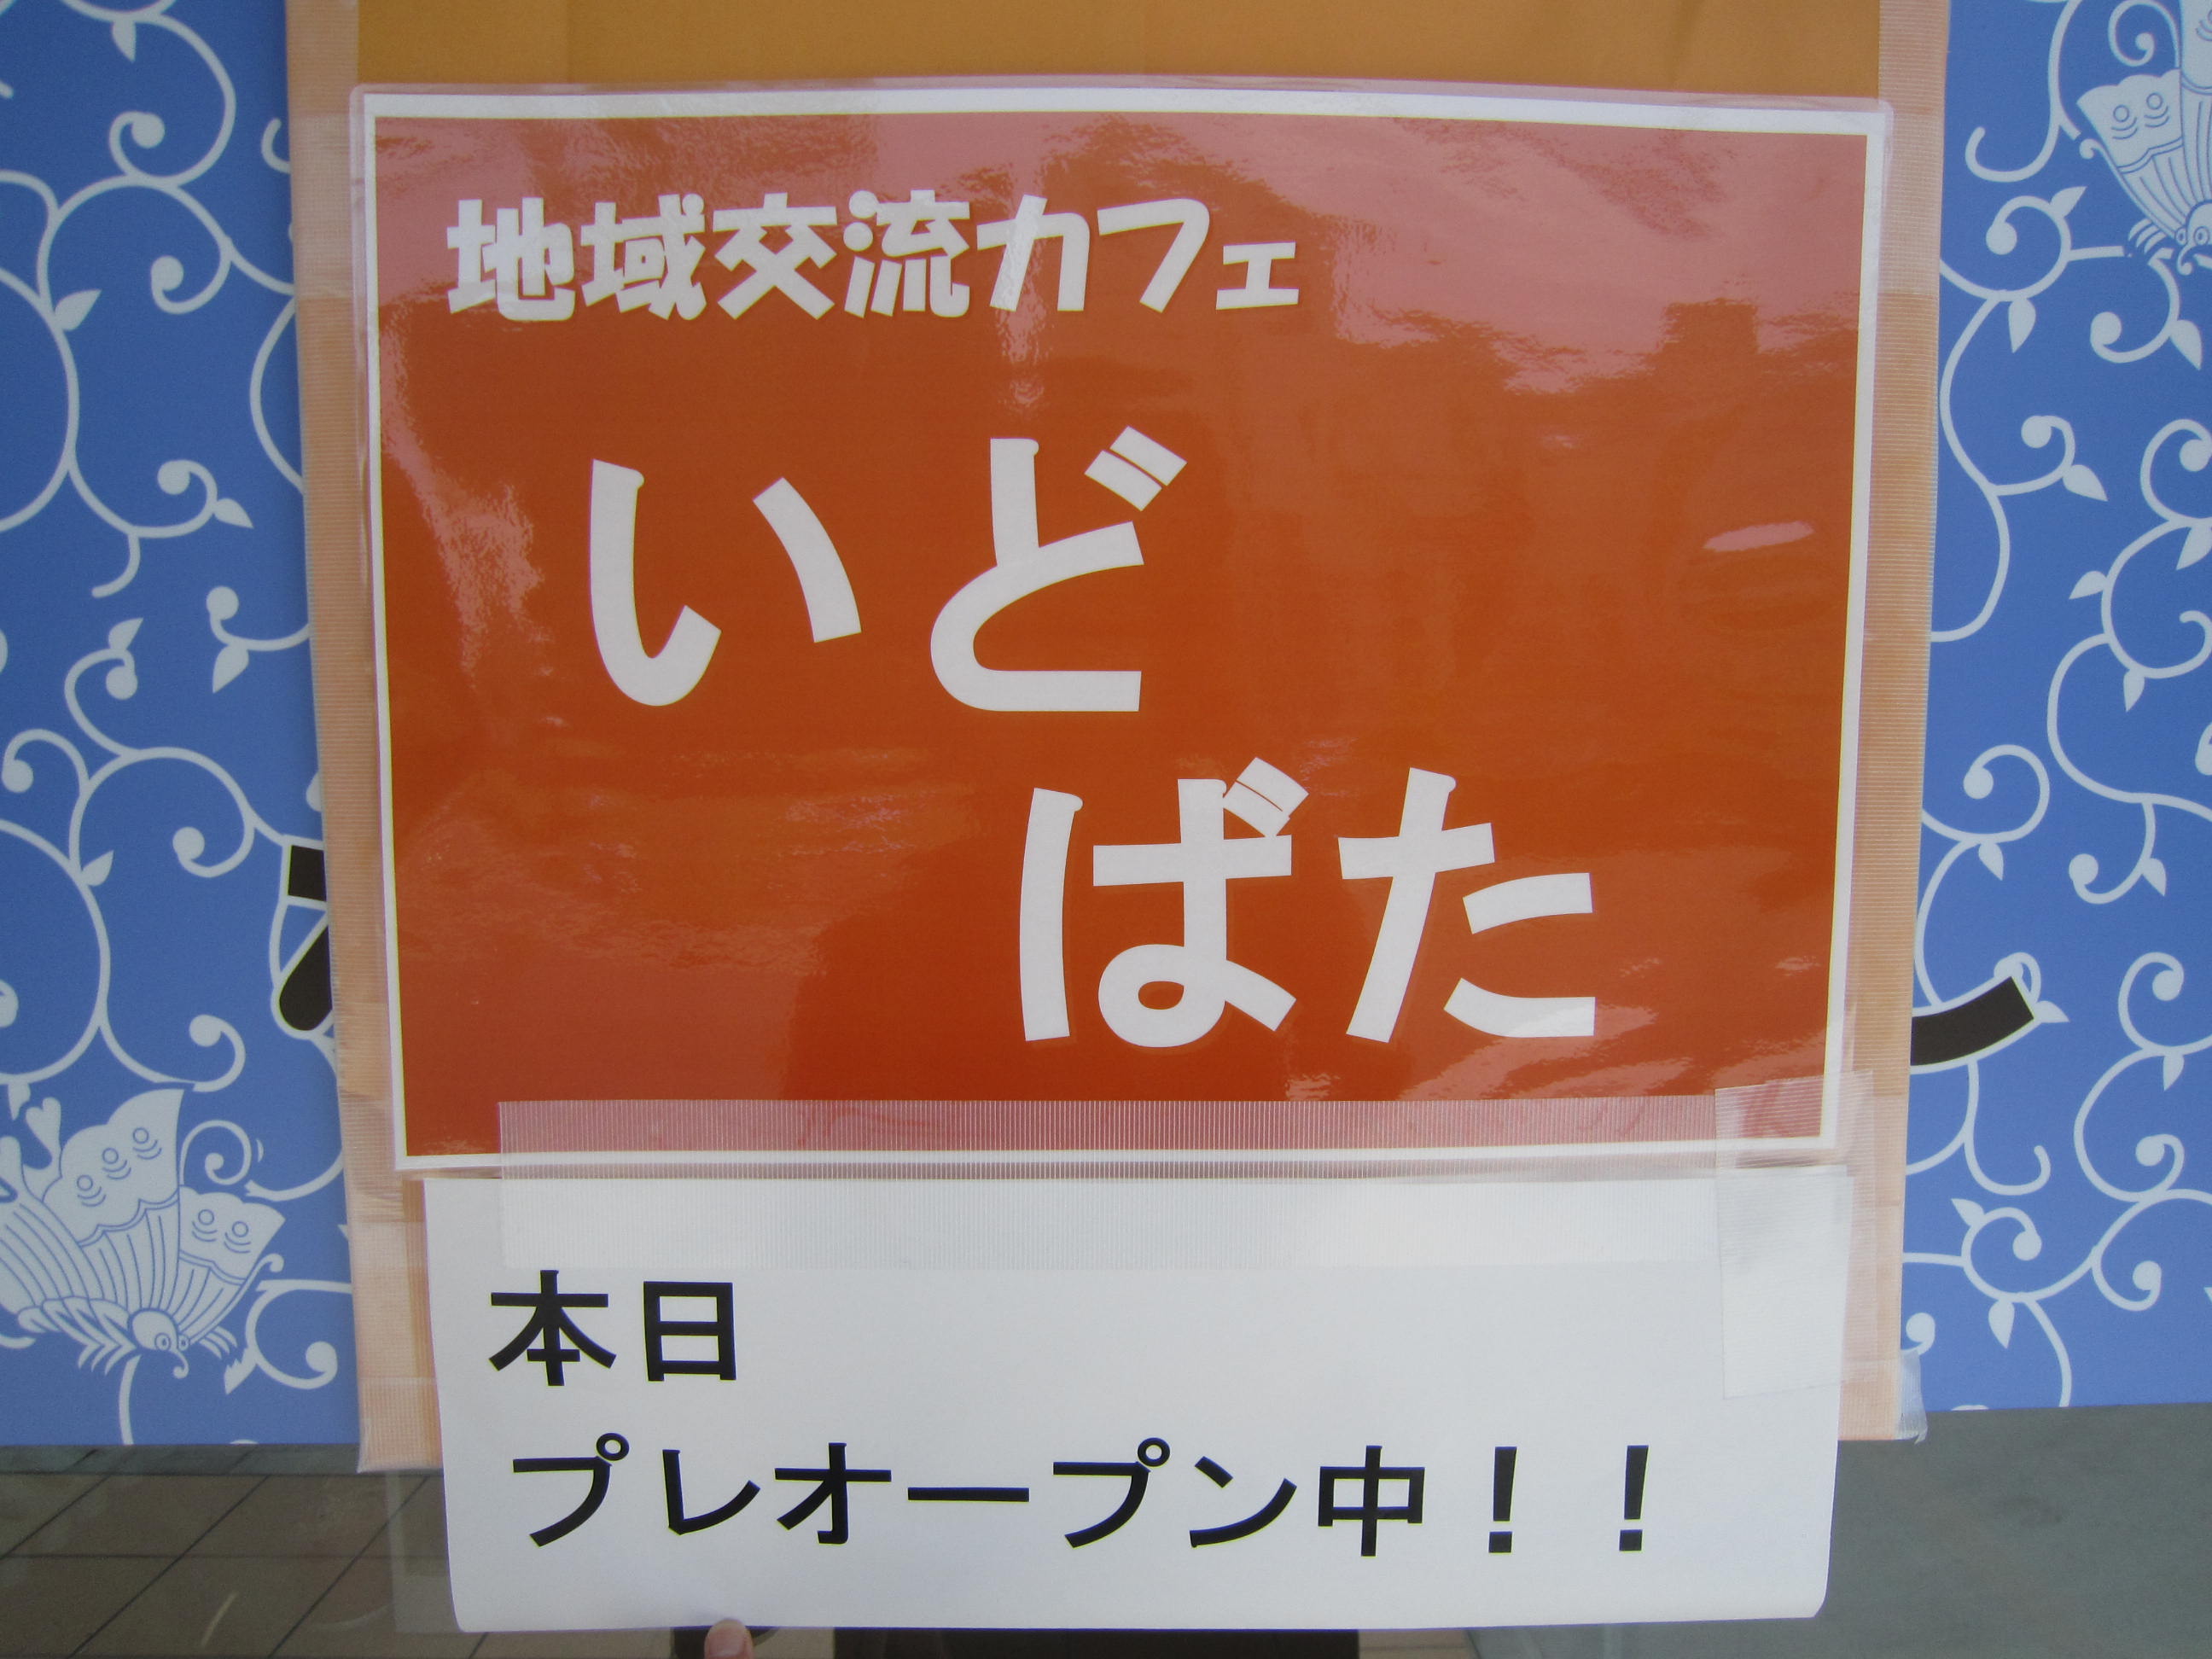 地域交流カフェ
いど
ばた
本日
プレオープン中！！